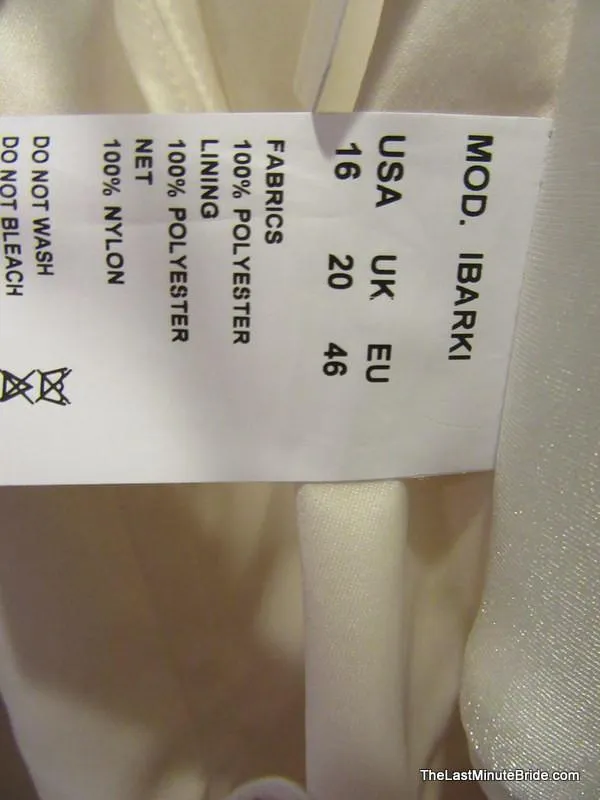 MOD. IBARKI
USA UK EU
16 20 46
FABRICS
100% POLYESTER
LINING
100% POLYESTER
NET
100% NYLON
DO NOT WASH
DO NOT BLEACH
TheLastMinuteBride.com